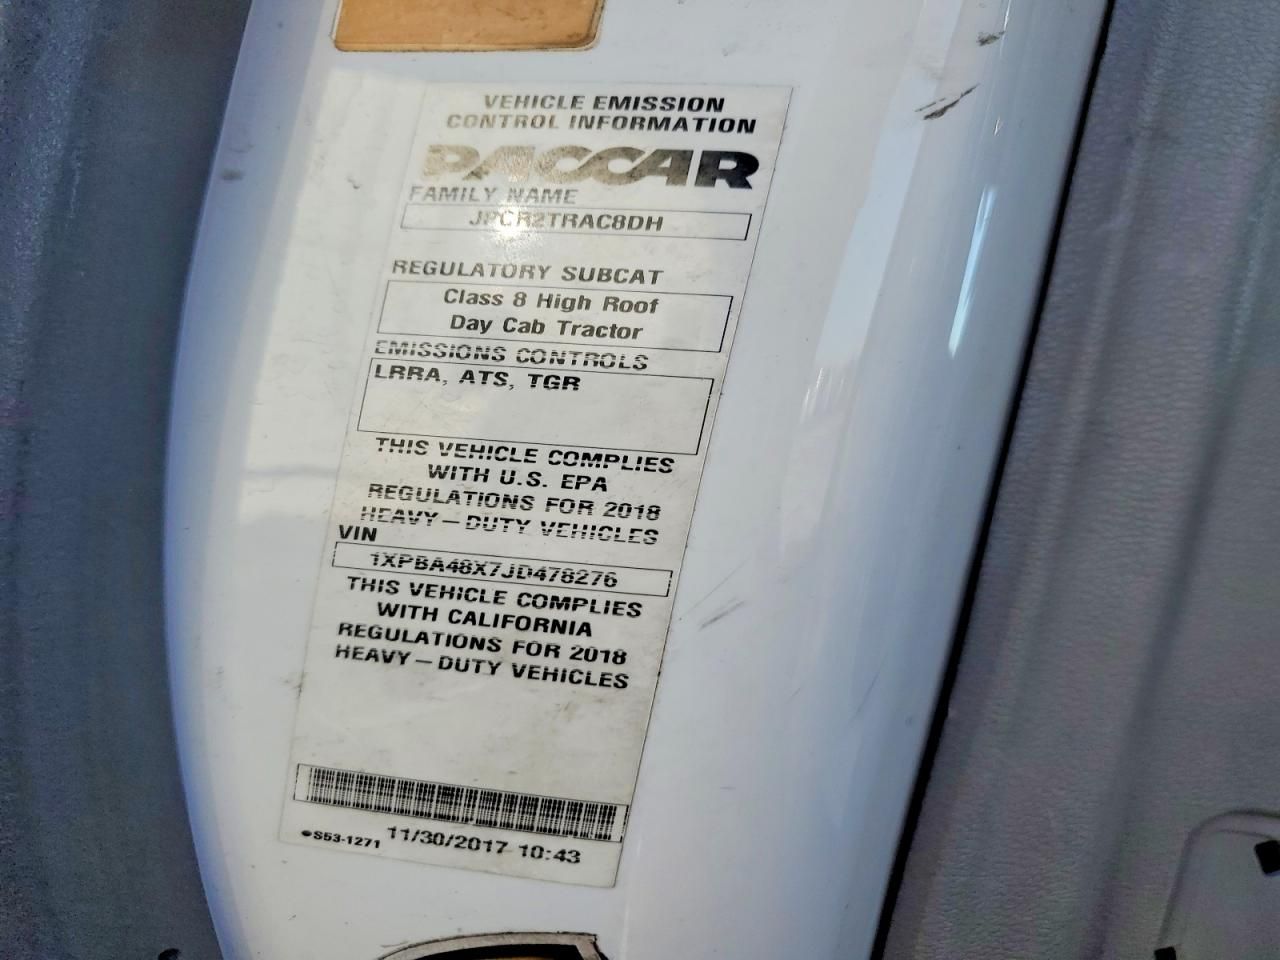 VEHICLE EMISSION
CONTROL INFORMATION
PACCAR
FAMILY NAME
JPCR2TRAC8DH
REGULATORY SUBCAT
Class 8 High Roof
Day Cab Tractor
EMISSIONS CONTROLS
LRRA, ATS, TGR
THIS VEHICLE COMPLIES
WITH U.S. EPA
REGULATIONS FOR 2018
HEAVY-DUTY VEHICLES
VIN
1XPBA48X7JD478276
THIS VEHICLE COMPLIES
WITH CALIFORNIA
REGULATIONS FOR 2018
HEAVY-DUTY VEHICLES
•S53-1271 11/30/2017 10:43